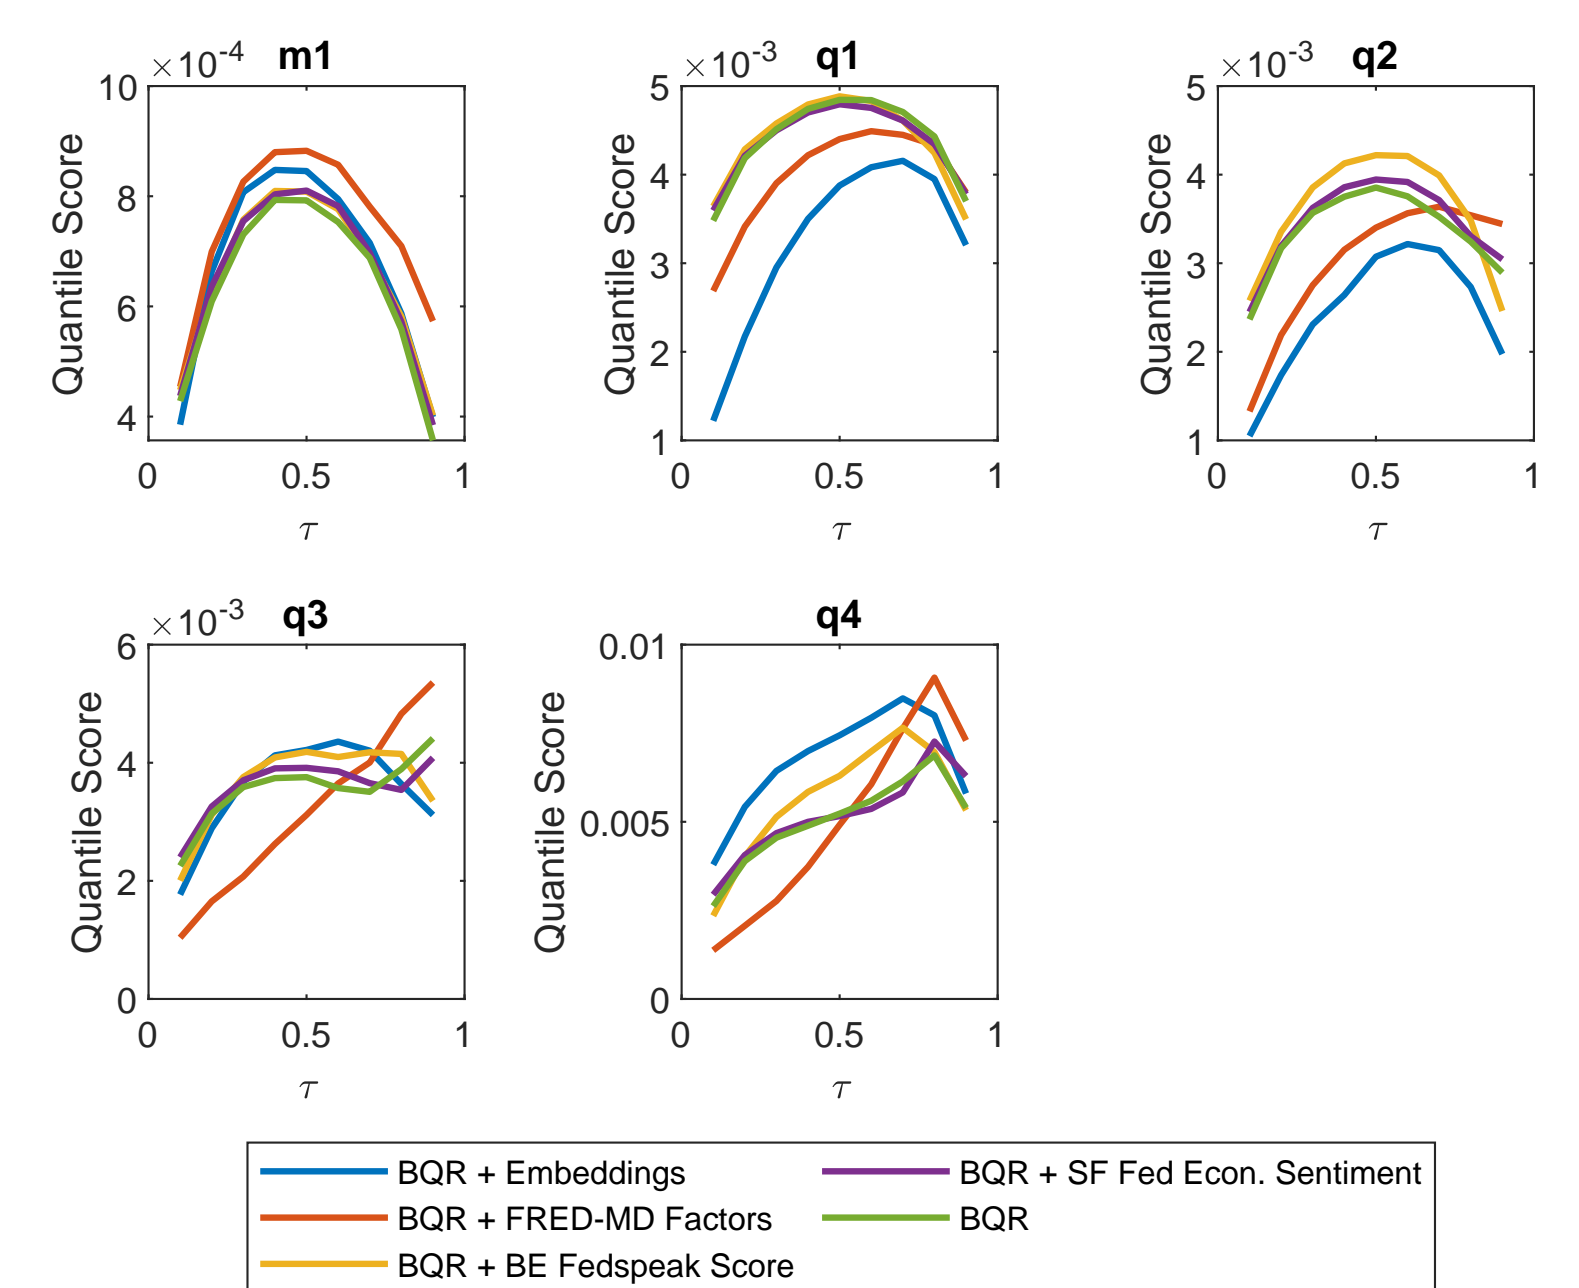 ×10⁻⁴ m1
10
8
6
4
Quantile Score
0 0.5 1
τ
×10⁻³ q1
5
4
3
2
1
Quantile Score
0 0.5 1
τ
×10⁻³ q2
5
4
3
2
1
Quantile Score
0 0.5 1
τ
×10⁻³ q3
6
4
2
0
Quantile Score
0 0.5 1
τ
q4
0.01
0.005
0
Quantile Score
0 0.5 1
τ
BQR + Embeddings
BQR + FRED-MD Factors
BQR + BE Fedspeak Score
BQR + SF Fed Econ. Sentiment
BQR